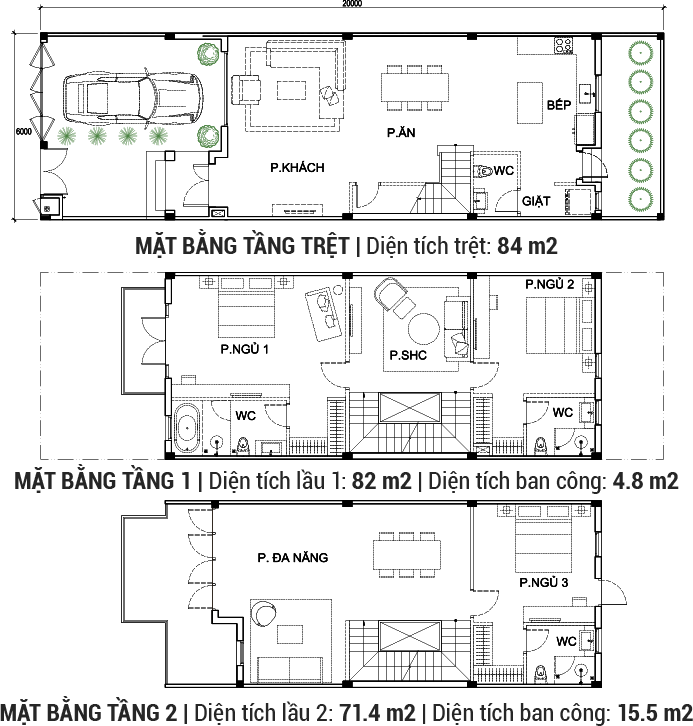 20000
6000
BẾP
P.ĂN
P.KHÁCH
WC
GIẶT
MẶT BẰNG TẦNG TRỆT | Diện tích trệt: 84 m2
P.NGỦ 2
P.NGỦ 1
P.SHC
WC
WC
MẶT BẰNG TẦNG 1 | Diện tích lầu 1: 82 m2 | Diện tích ban công: 4.8 m2
P. ĐA NĂNG
P.NGỦ 3
WC
MẶT BẰNG TẦNG 2 | Diện tích lầu 2: 71.4 m2 | Diện tích ban công: 15.5 m2